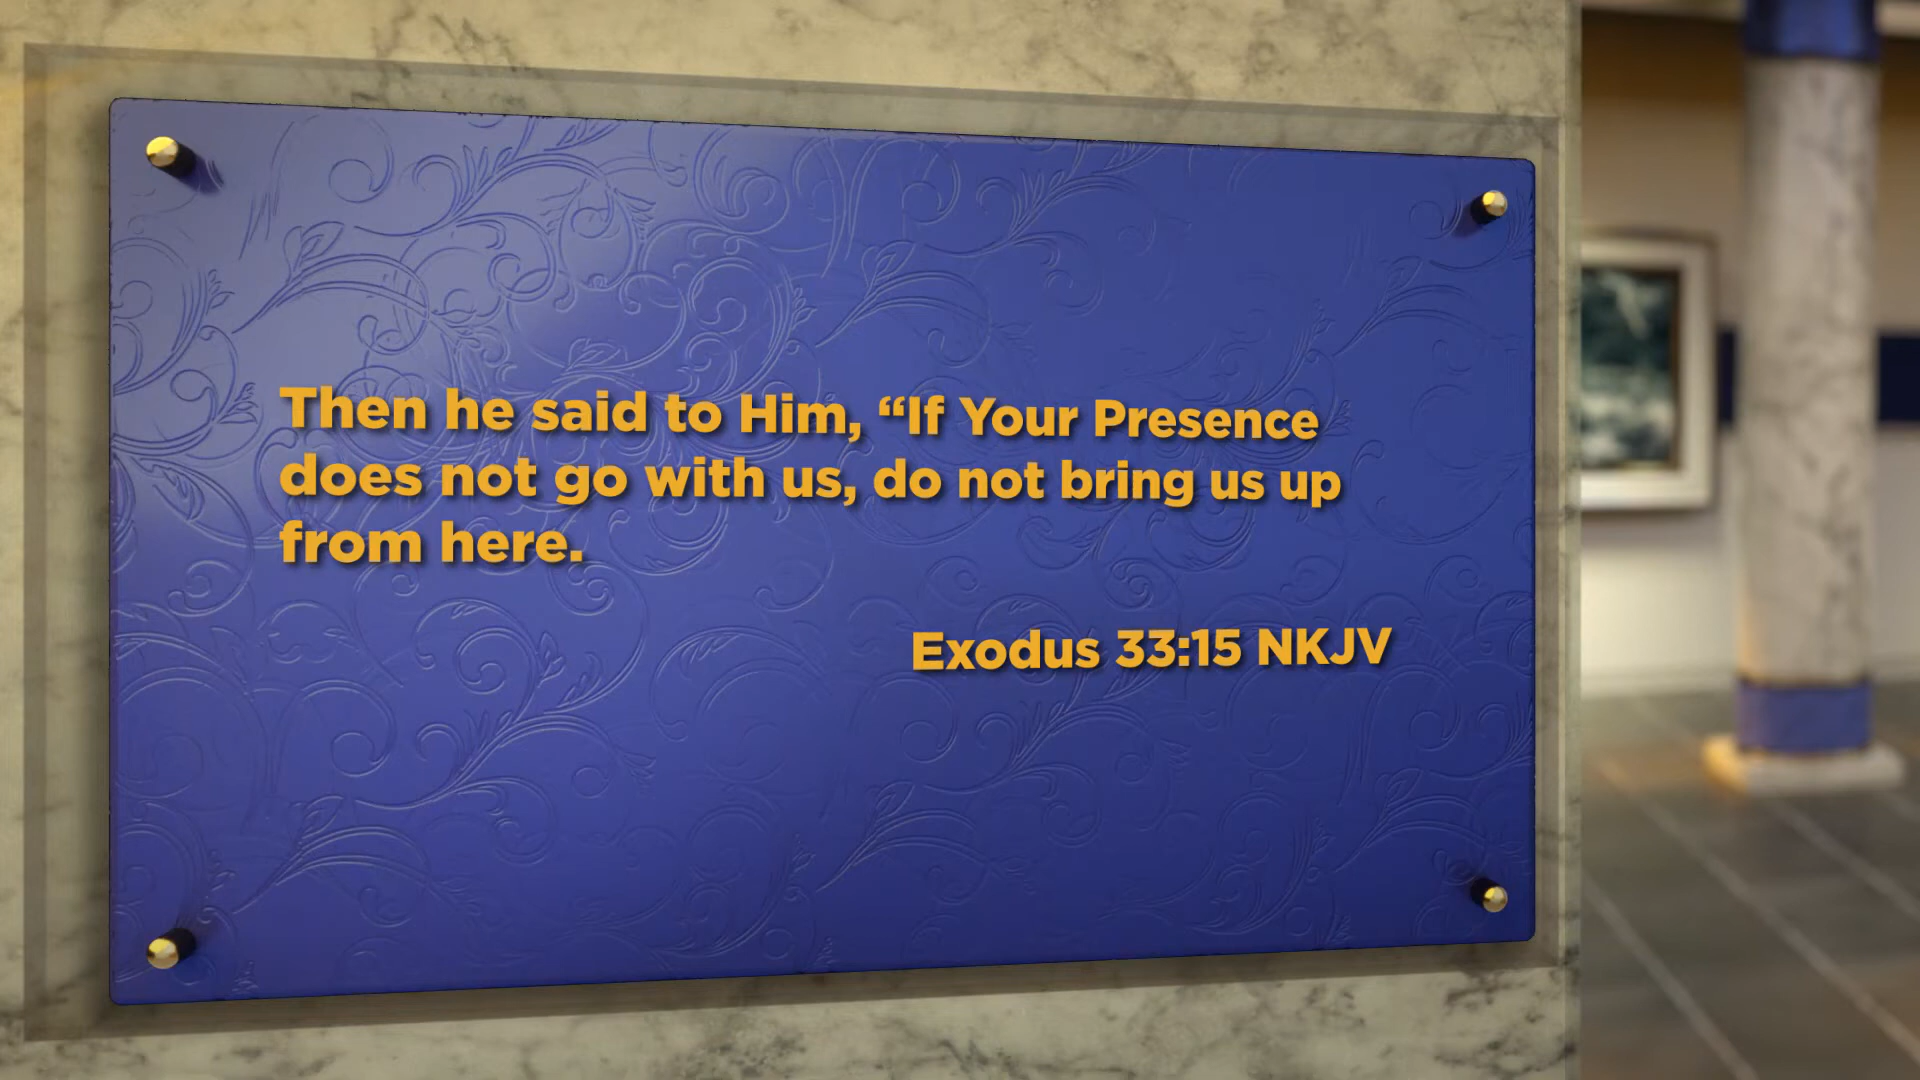 Then he said to Him, “If Your Presence
does not go with us, do not bring us up
from here.
Exodus 33:15 NKJV